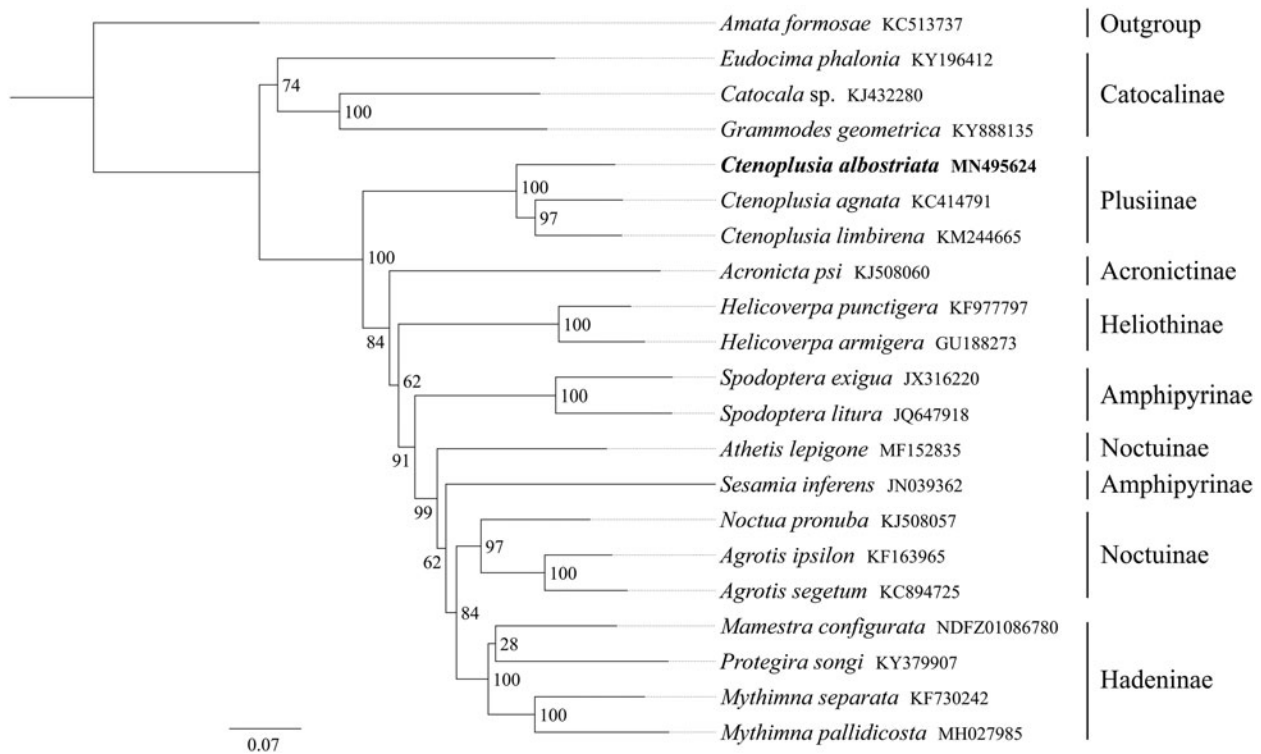 Amata formosae KC513737 Outgroup
Eudocima phalonia KY196412
74
Catocala sp. KJ432280 Catocalinae
100
Grammodes geometrica KY888135
Ctenoplusia albostriata MN495624
100
Ctenoplusia agnata KC414791 Plusiinae
97
Ctenoplusia limbirena KM244665
100
Acronicta psi KJ508060 Acronictinae
Helicoverpa punctigera KF977797
100 Heliothinae
84
Helicoverpa armigera GU188273
Spodoptera exigua JX316220
62
100 Amphipyrinae
Spodoptera litura JQ647918
Athetis lepigone MF152835 Noctuinae
91
Sesamia inferens JN039362 Amphipyrinae
99
Noctua pronuba KJ508057
97
Agrotis ipsilon KF163965 Noctuinae
62
100
Agrotis segetum KC894725
84
Mamestra configurata NDFZ01086780
28
Protegira songi KY379907
100 Hadeninae
Mythimna separata KF730242
100
Mythimna pallidicosta MH027985
0.07